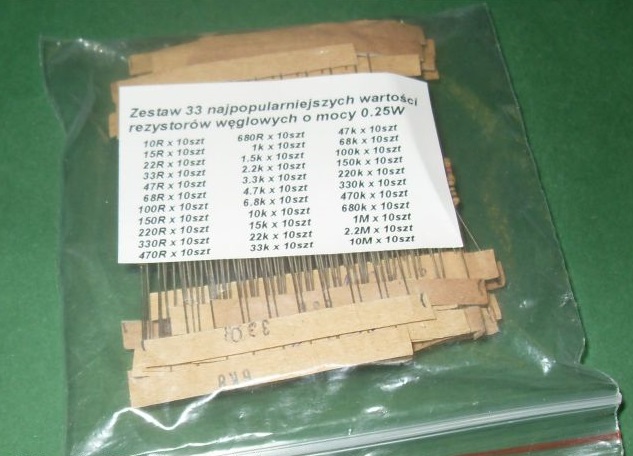 Zestaw 33 najpopularniejszych wartości
rezystorów węglowych o mocy 0.25W
10R x 10szt
15R x 10szt
22R x 10szt
33R x 10szt
47R x 10szt
68R x 10szt
100R x 10szt
150R x 10szt
220R x 10szt
330R x 10szt
470R x 10szt
680R x 10szt
1k x 10szt
1.5k x 10szt
2.2k x 10szt
3.3k x 10szt
4.7k x 10szt
6.8k x 10szt
10k x 10szt
15k x 10szt
22k x 10szt
33k x 10szt
47k x 10szt
68k x 10szt
100k x 10szt
150k x 10szt
220k x 10szt
330k x 10szt
470k x 10szt
680k x 10szt
1M x 10szt
2.2M x 10szt
10M x 10szt
330R